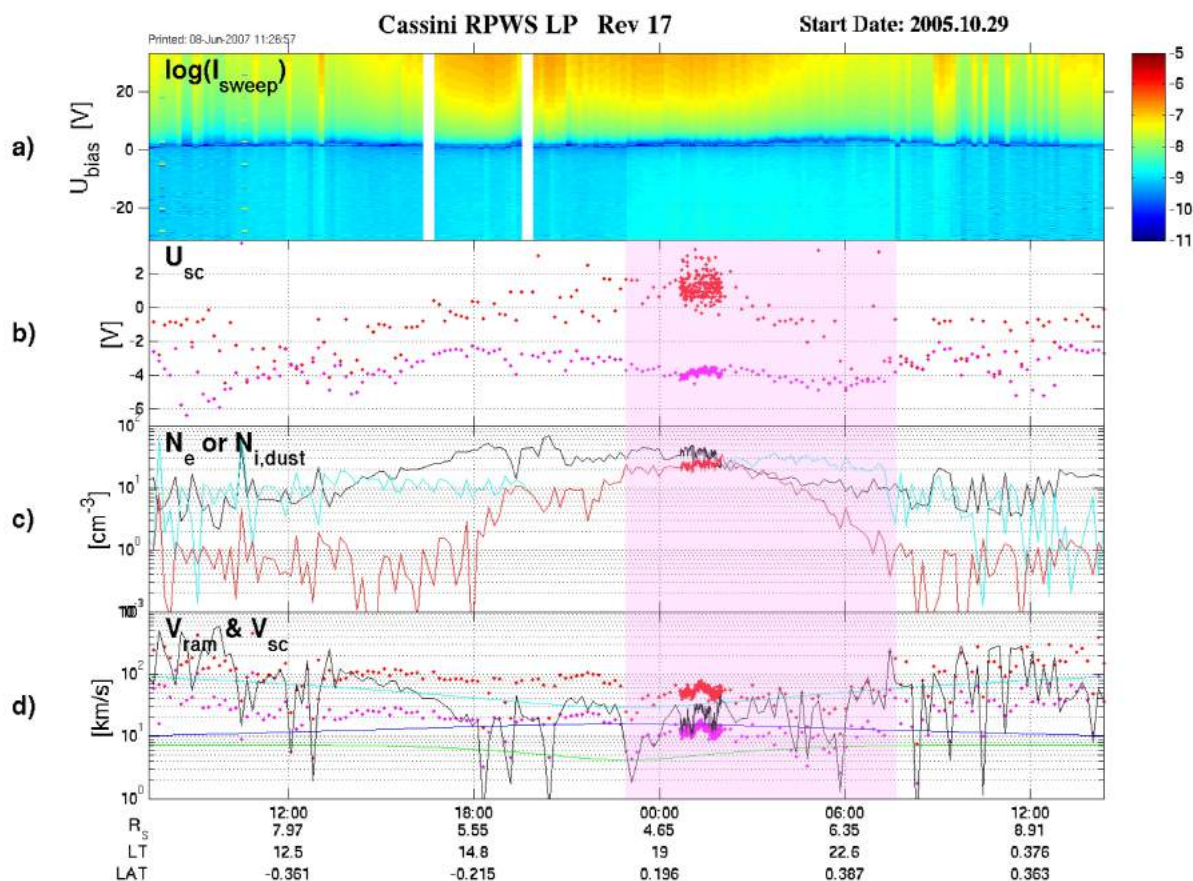 Cassini RPWS LP Rev 17 Start Date: 2005.10.29
Printed: 08-Jun-2007 11:26:57
log(I_sweep)
a)
U_bias [V]
20
0
-20
-5
-6
-7
-8
-9
-10
-11
U_sc
b)
[V]
2
0
-2
-4
-6
10^2
N_e or N_i,dust
c)
[cm^-3]
10^1
10^0
V_ram & V_sc
d)
[km/s]
10^2
10^1
10^0
12:00 18:00 00:00 06:00 12:00
R_S 7.97 5.55 4.65 6.35 8.91
LT 12.5 14.8 19 22.6 0.376
LAT -0.361 -0.215 0.196 0.387 0.363